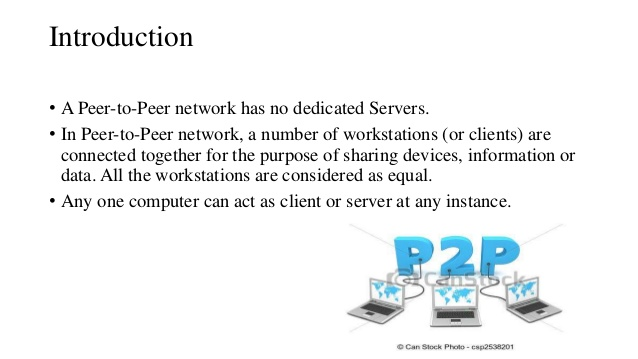 Introduction
• A Peer-to-Peer network has no dedicated Servers.
• In Peer-to-Peer network, a number of workstations (or clients) are
connected together for the purpose of sharing devices, information or
data. All the workstations are considered as equal.
• Any one computer can act as client or server at any instance.
P2P
CanStock
© Can Stock Photo - csp2538201